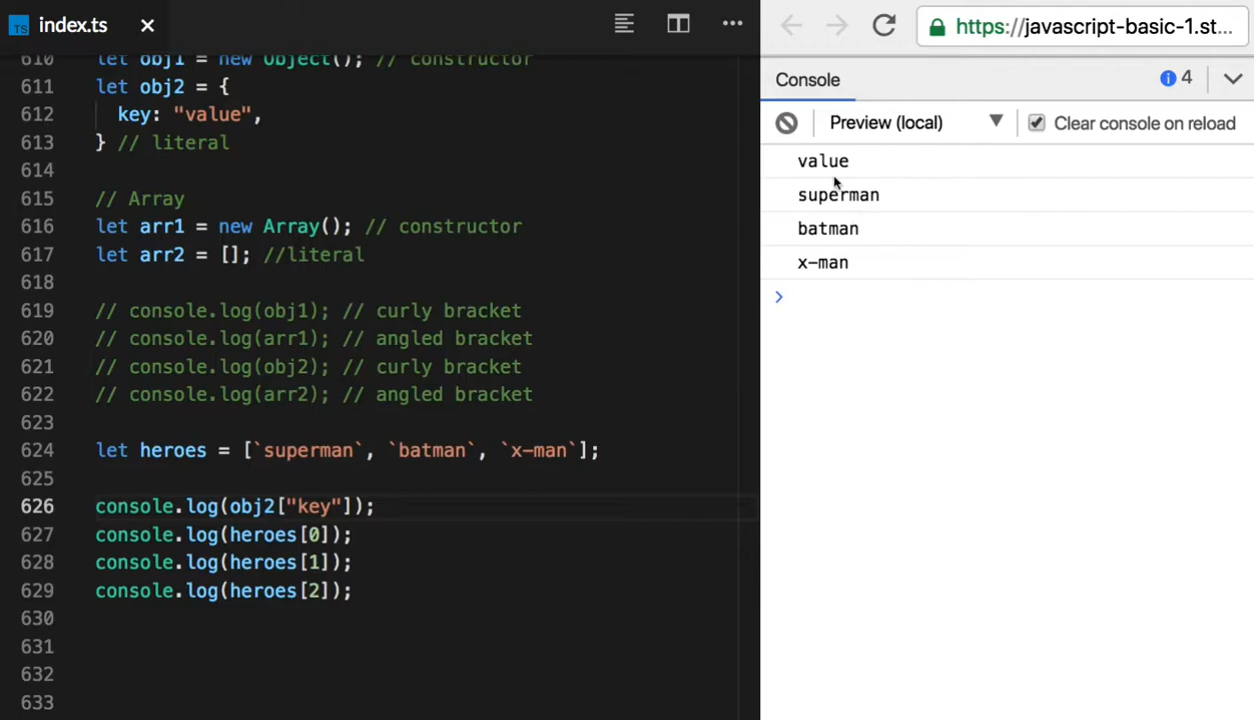 TS index.ts
610 let obj1 = new Object(); // constructor
611 let obj2 = {
612 key: "value",
613 } // literal
614
615 // Array
616 let arr1 = new Array(); // constructor
617 let arr2 = []; //literal
618
619 // console.log(obj1); // curly bracket
620 // console.log(arr1); // angled bracket
621 // console.log(obj2); // curly bracket
622 // console.log(arr2); // angled bracket
623
624 let heroes = [`superman`, `batman`, `x-man`];
625
626 console.log(obj2["key"]);
627 console.log(heroes[0]);
628 console.log(heroes[1]);
629 console.log(heroes[2]);
630
631
632
633
https://javascript-basic-1.st...
Console 4
Preview (local) Clear console on reload
value
superman
batman
x-man